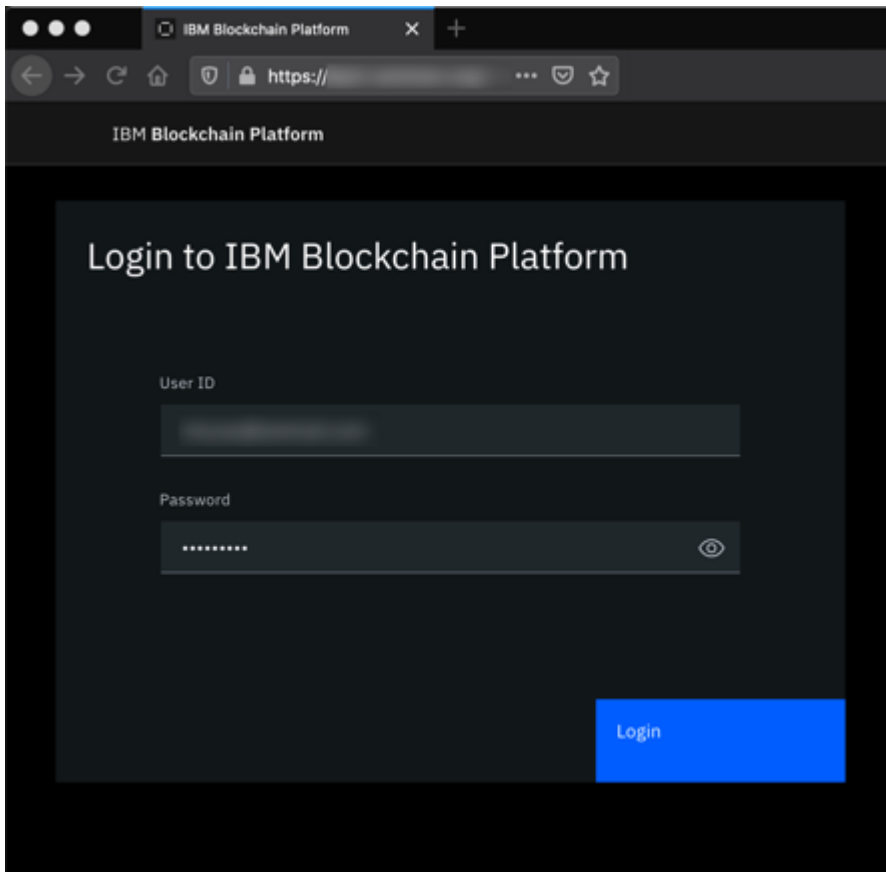 IBM Blockchain Platform
https://
IBM Blockchain Platform
Login to IBM Blockchain Platform
User ID
Password
•••••••••
Login